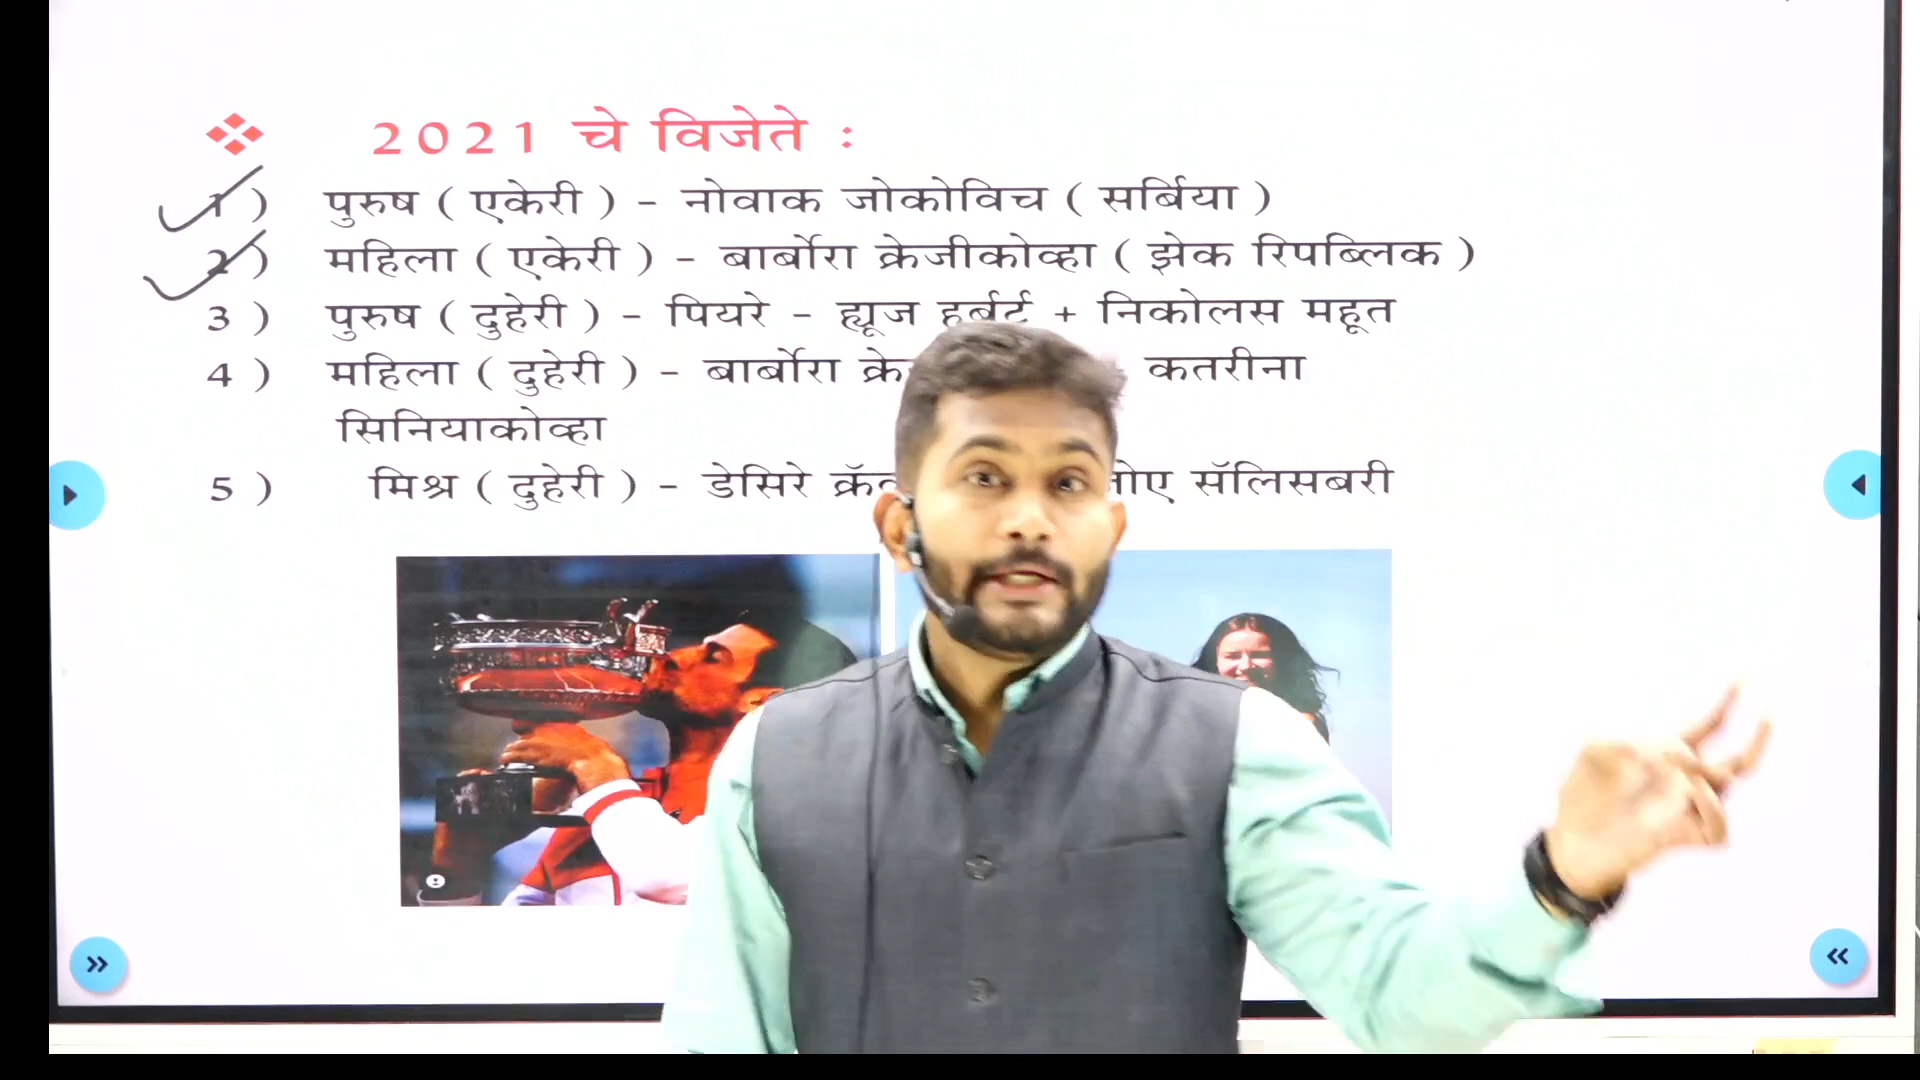 2021 चे विजेते :
1) पुरुष ( एकेरी ) - नोवाक जोकोविच ( सर्बिया )
2) महिला ( एकेरी ) - बार्बोरा क्रेजीकोव्हा ( झेक रिपब्लिक )
3 ) पुरुष ( दुहेरी ) - पियरे - ह्यूज हर्बर्ट + निकोलस महूत
4 ) महिला ( दुहेरी ) - बार्बोरा कतरीना
सिनियाकोव्हा
5 ) मिश्र ( दुहेरी ) - डेसिरे सॅलिसबरी